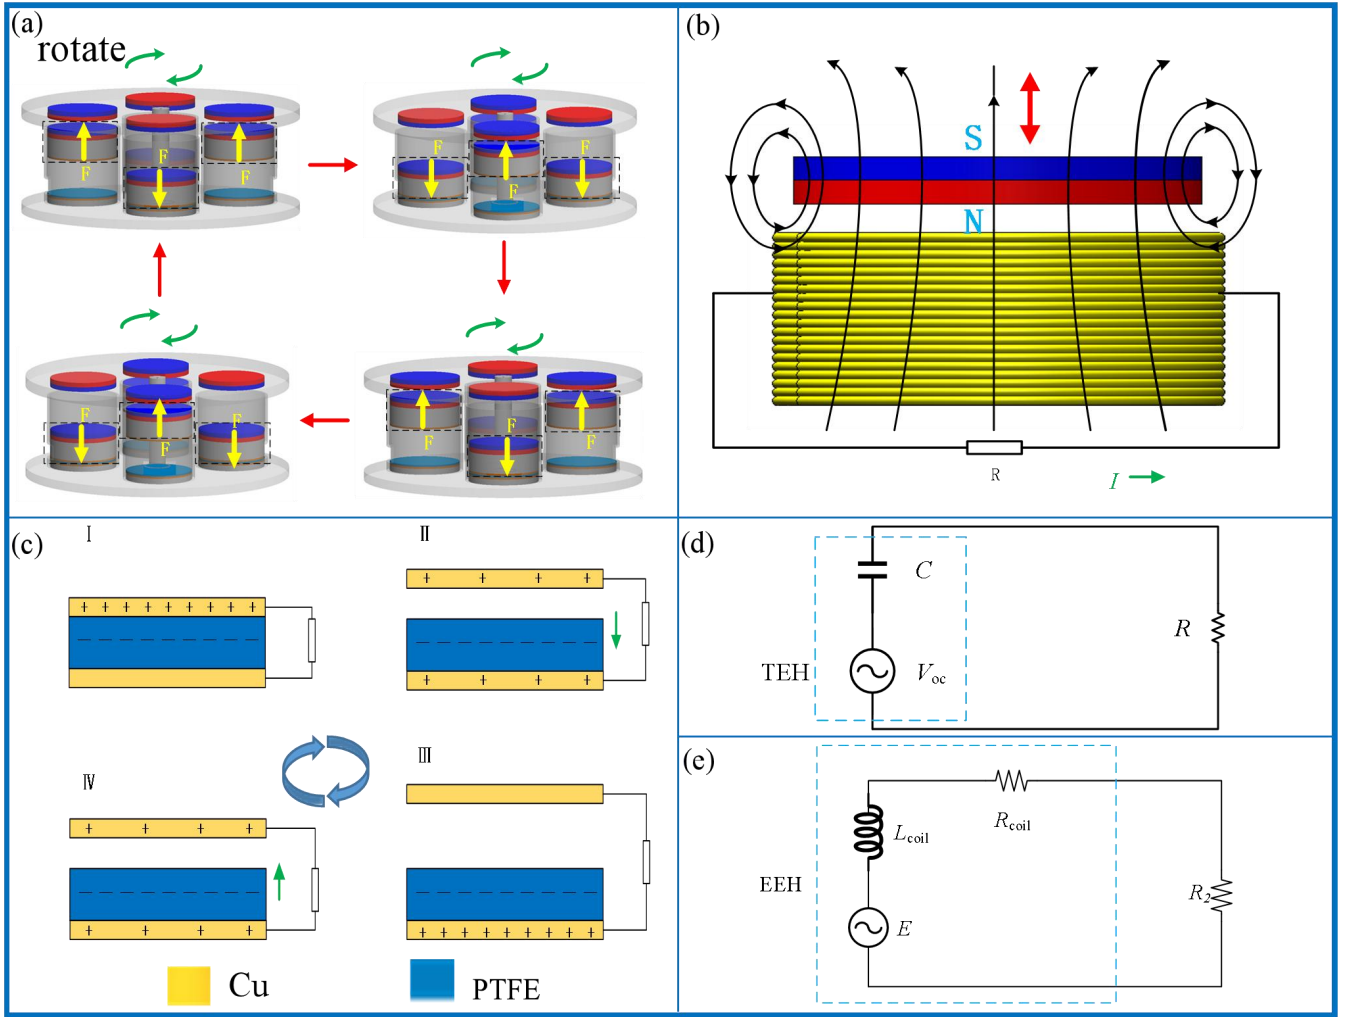 (a)
rotate
F
F
F
F
F
F
F
F
F
F
F
F
(b)
S
N
R
I
(c)
I
II
III
IV
Cu
PTFE
(d)
C
TEH
Voc
R
(e)
Lcoil
Rcoil
EEH
E
R2